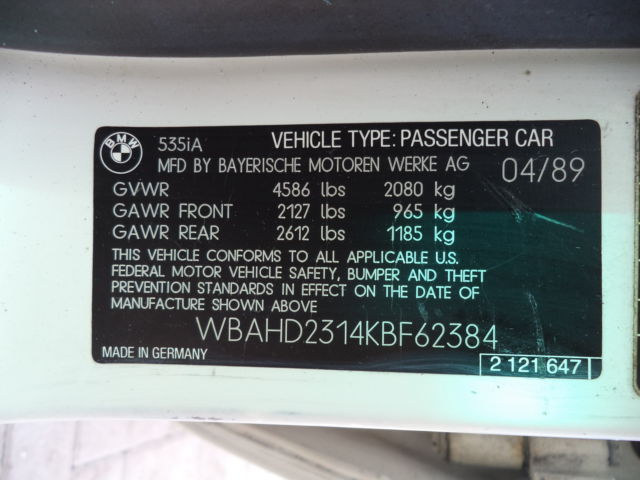 BMW
535iA VEHICLE TYPE: PASSENGER CAR
MFD BY BAYERISCHE MOTOREN WERKE AG 04/89
GVWR 4586 lbs 2080 kg
GAWR FRONT 2127 lbs 965 kg
GAWR REAR 2612 lbs 1185 kg
THIS VEHICLE CONFORMS TO ALL APPLICABLE U.S.
FEDERAL MOTOR VEHICLE SAFETY, BUMPER AND THEFT
PREVENTION STANDARDS IN EFFECT ON THE DATE OF
MANUFACTURE SHOWN ABOVE
WBAHD2314KBF62384
MADE IN GERMANY 2 121 647